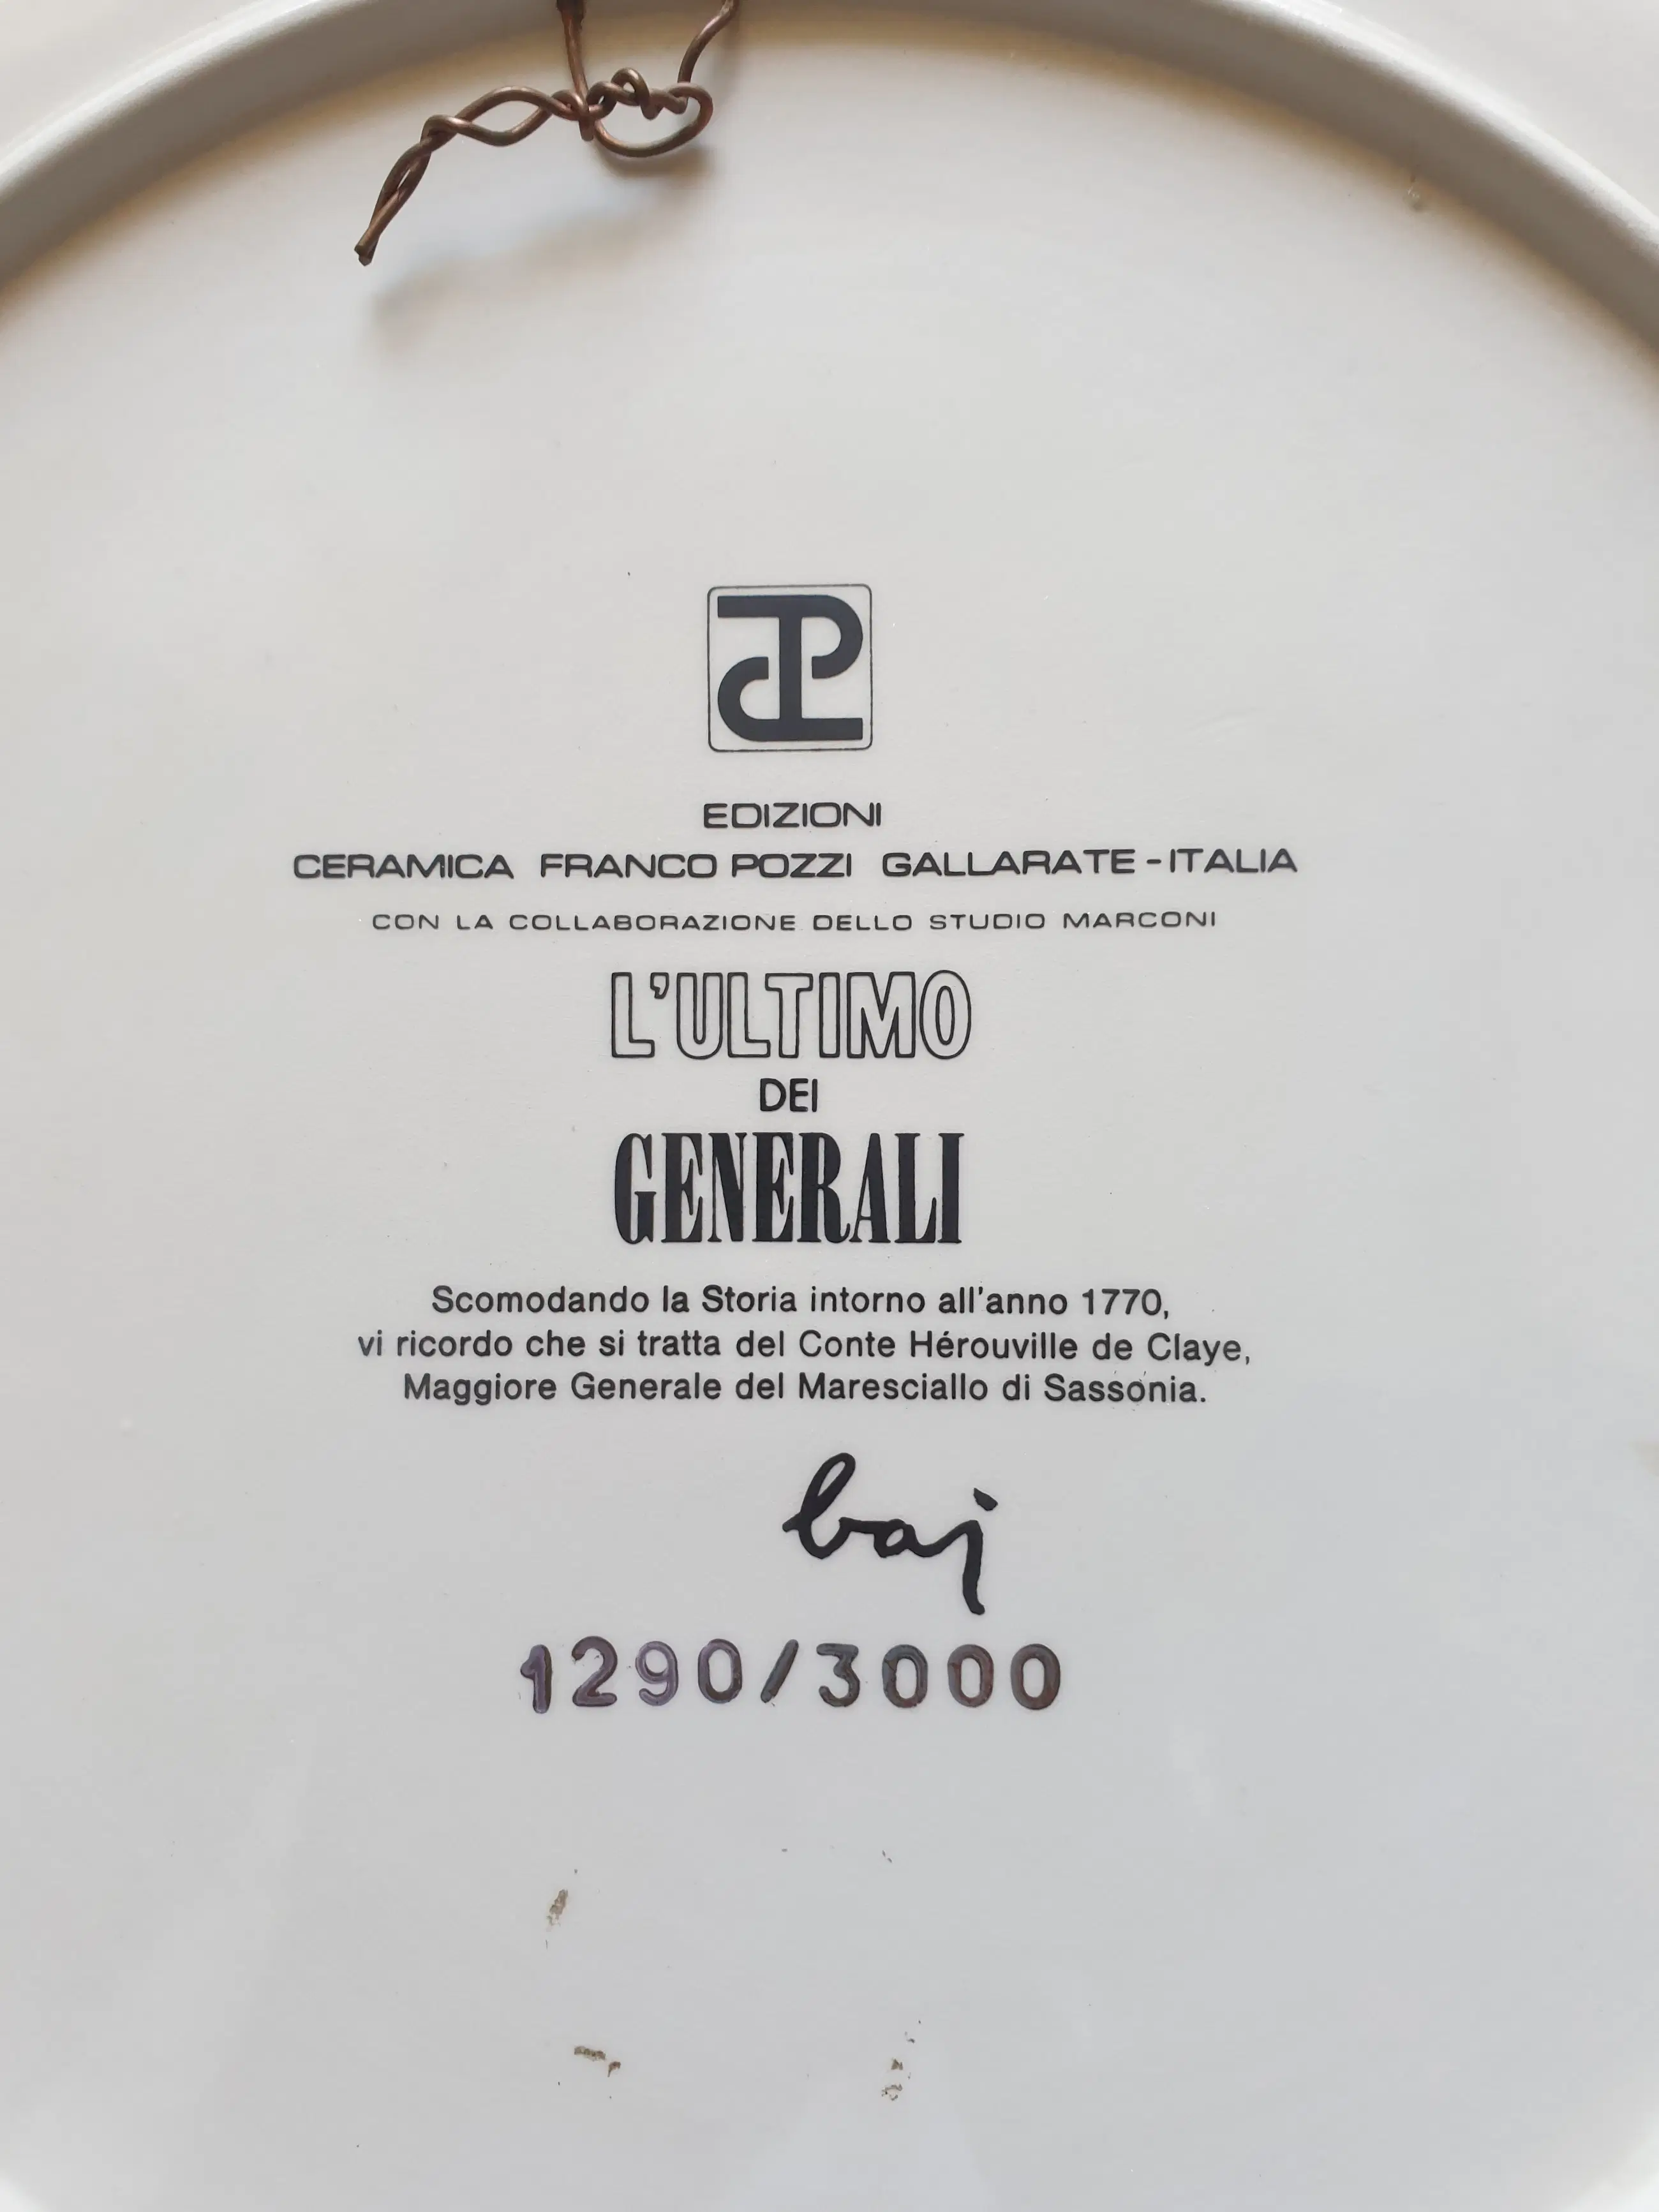 EDIZIONI
CERAMICA FRANCO POZZI GALLARATE - ITALIA
CON LA COLLABORAZIONE DELLO STUDIO MARCONI
L'ULTIMO
DEI
GENERALI
Scomodando la Storia intorno all'anno 1770,
vi ricordo che si tratta del Conte Hérouville de Claye,
Maggiore Generale del Maresciallo di Sassonia.
baj
1290/3000